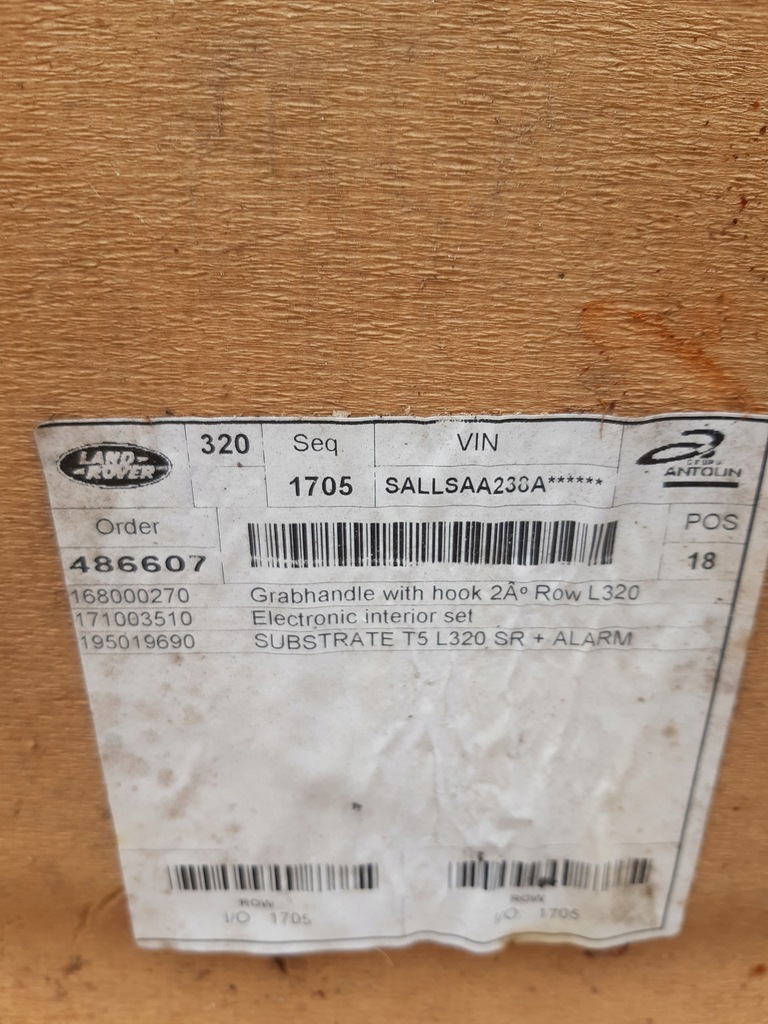 LAND-
-ROVER
320 Seq VIN
1705 SALLSAA238A******
GRUPO
ANTOLIN
Order POS
486607 18
168000270 Grabhandle with hook 2Âº Row L320
171003510 Electronic interior set
195019690 SUBSTRATE T5 L320 SR + ALARM
ROW ROW
I/O: 1705 I/O: 1705